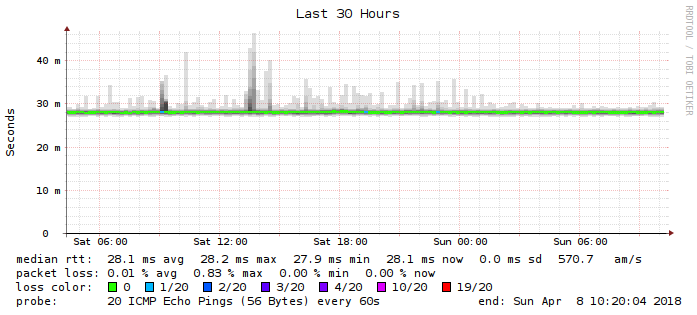 Last 30 Hours
RRDTOOL / TOBI OETIKER
Seconds
40 m
30 m
20 m
10 m
0
Sat 06:00 Sat 12:00 Sat 18:00 Sun 00:00 Sun 06:00
median rtt: 28.1 ms avg 28.2 ms max 27.9 ms min 28.1 ms now 0.0 ms sd 570.7 am/s
packet loss: 0.01 % avg 0.83 % max 0.00 % min 0.00 % now
loss color: 0 1/20 2/20 3/20 4/20 10/20 19/20
probe: 20 ICMP Echo Pings (56 Bytes) every 60s end: Sun Apr 8 10:20:04 2018